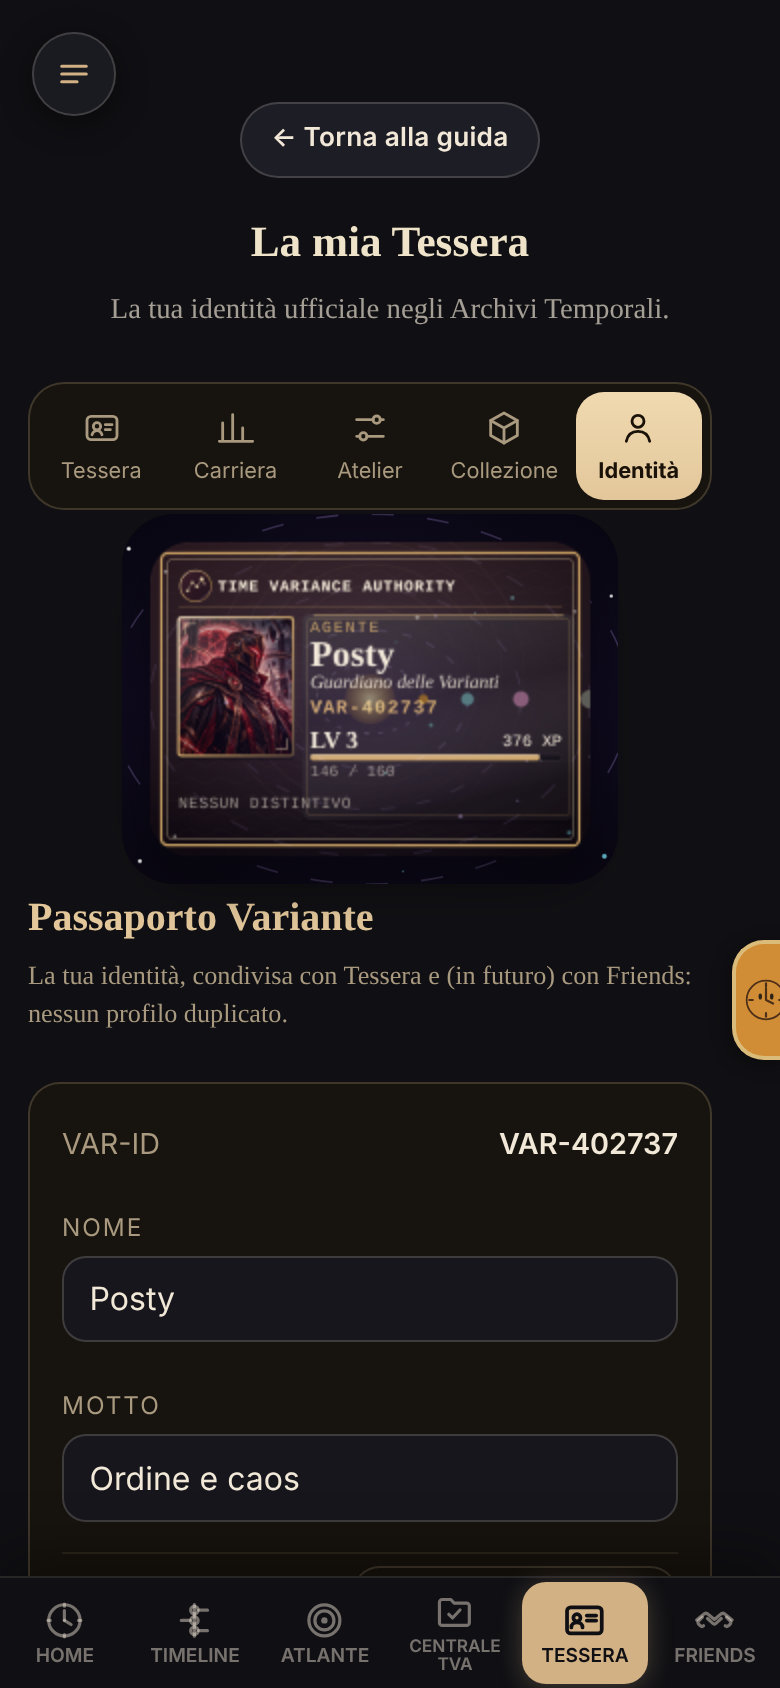 ← Torna alla guida
La mia Tessera
La tua identità ufficiale negli Archivi Temporali.
Tessera
Carriera
Atelier
Collezione
Identità
TIME VARIANCE AUTHORITY
AGENTE
Posty
Guardiano delle Varianti
VAR-402737
LV 3
376 XP
146 / 160
NESSUN DISTINTIVO
Passaporto Variante
La tua identità, condivisa con Tessera e (in futuro) con Friends:
nessun profilo duplicato.
VAR-ID
VAR-402737
NOME
Posty
MOTTO
Ordine e caos
HOME
TIMELINE
ATLANTE
CENTRALE
TVA
TESSERA
FRIENDS